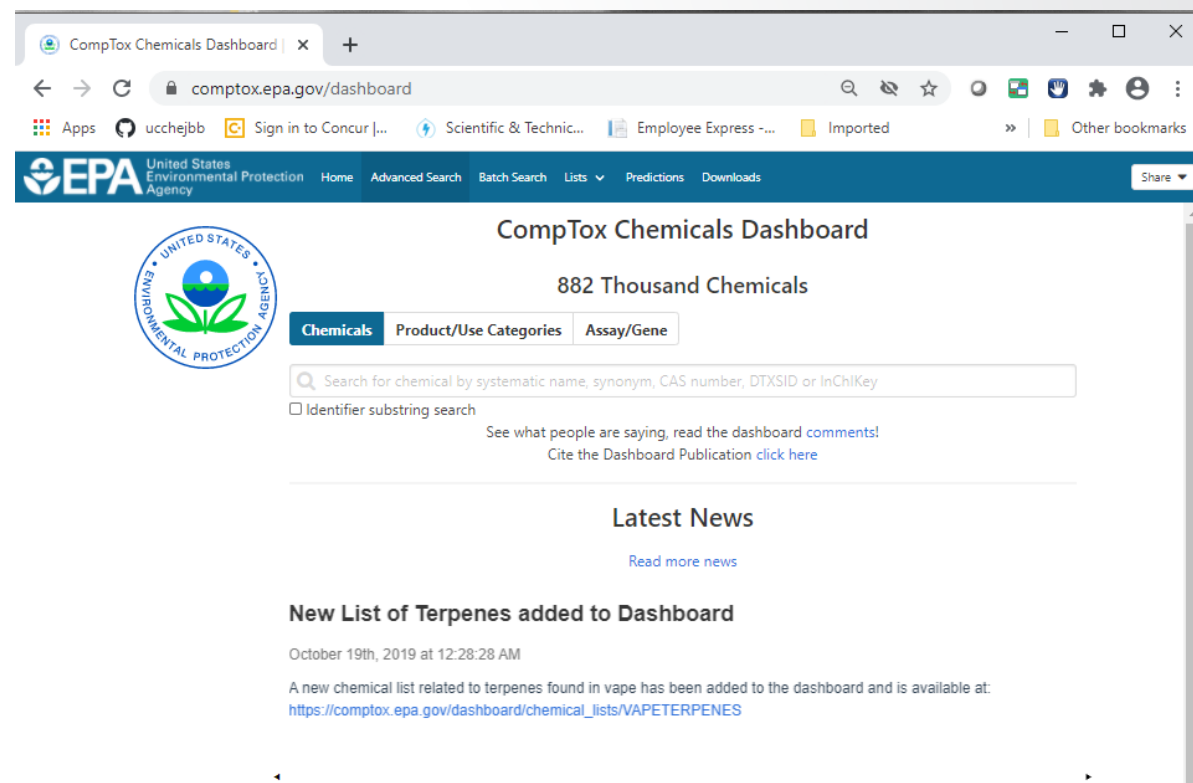 CompTox Chemicals Dashboard |
comptox.epa.gov/dashboard
Apps ucchejbb Sign in to Concur |... Scientific & Technic... Employee Express -... Imported » Other bookmarks
EPA United States
Environmental Protection
Agency
Home Advanced Search Batch Search Lists Predictions Downloads Share
UNITED STATES
ENVIRONMENTAL PROTECTION AGENCY
CompTox Chemicals Dashboard
882 Thousand Chemicals
Chemicals Product/Use Categories Assay/Gene
Search for chemical by systematic name, synonym, CAS number, DTXSID or InChIKey
Identifier substring search
See what people are saying, read the dashboard comments!
Cite the Dashboard Publication click here
Latest News
Read more news
New List of Terpenes added to Dashboard
October 19th, 2019 at 12:28:28 AM
A new chemical list related to terpenes found in vape has been added to the dashboard and is available at:
https://comptox.epa.gov/dashboard/chemical_lists/VAPETERPENES